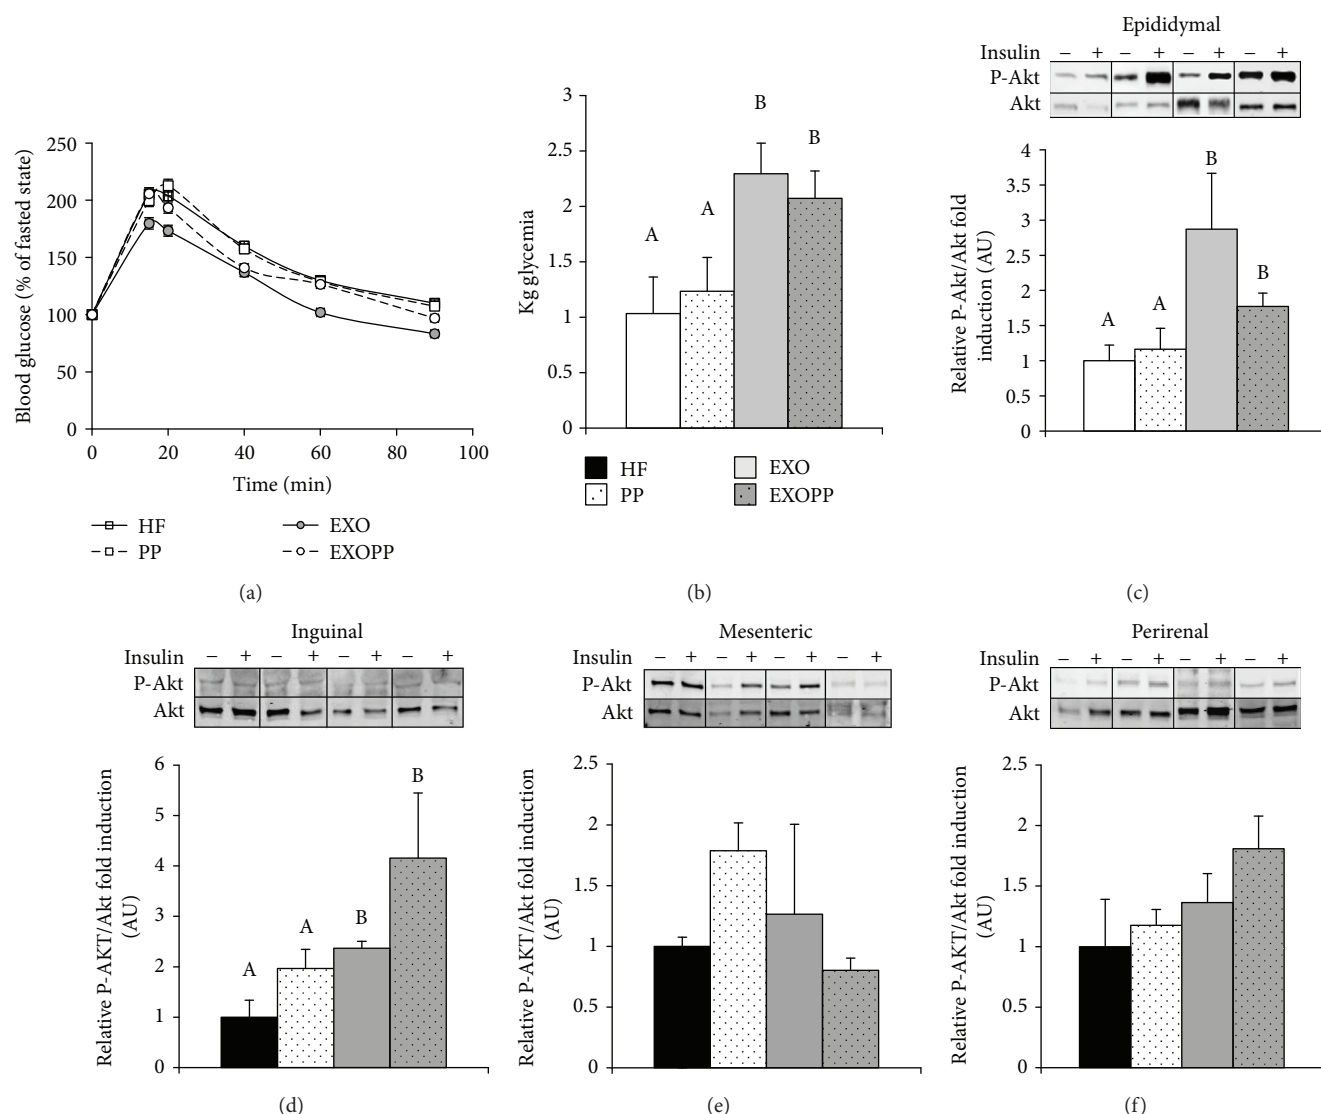 250
200
150
100
50
0
0 20 40 60 80 100
Blood glucose (% of fasted state)
Time (min)
HF
EXO
PP
EXOPP
(a)
3
2.5
2
1.5
1
0.5
0
Kg glycemia
A
A
B
B
HF
EXO
PP
EXOPP
(b)
Epididymal
Insulin − + − + − + − +
P-Akt
Akt
4
3.5
3
2.5
2
1.5
1
0.5
0
Relative P-Akt/Akt fold
induction (AU)
A
A
B
B
(c)
Inguinal
Insulin − + − + − + − +
P-Akt
Akt
6
5
4
3
2
1
0
Relative P-AKT/Akt fold induction
(AU)
A
A
B
B
(d)
Mesenteric
Insulin − + − + − + − +
P-Akt
Akt
2.5
2
1.5
1
0.5
0
Relative P-AKT/Akt fold induction
(AU)
(e)
Perirenal
Insulin − + − + − + − +
P-Akt
Akt
2.5
2
1.5
1
0.5
0
Relative P-AKT/Akt fold induction
(AU)
(f)